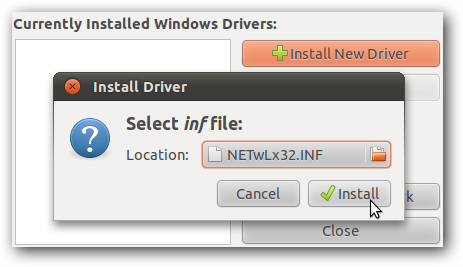 Currently Installed Windows Drivers:
Install New Driver
Install Driver
Select inf file:
Location:
NETwLx32.INF
Cancel
Install
k
Close